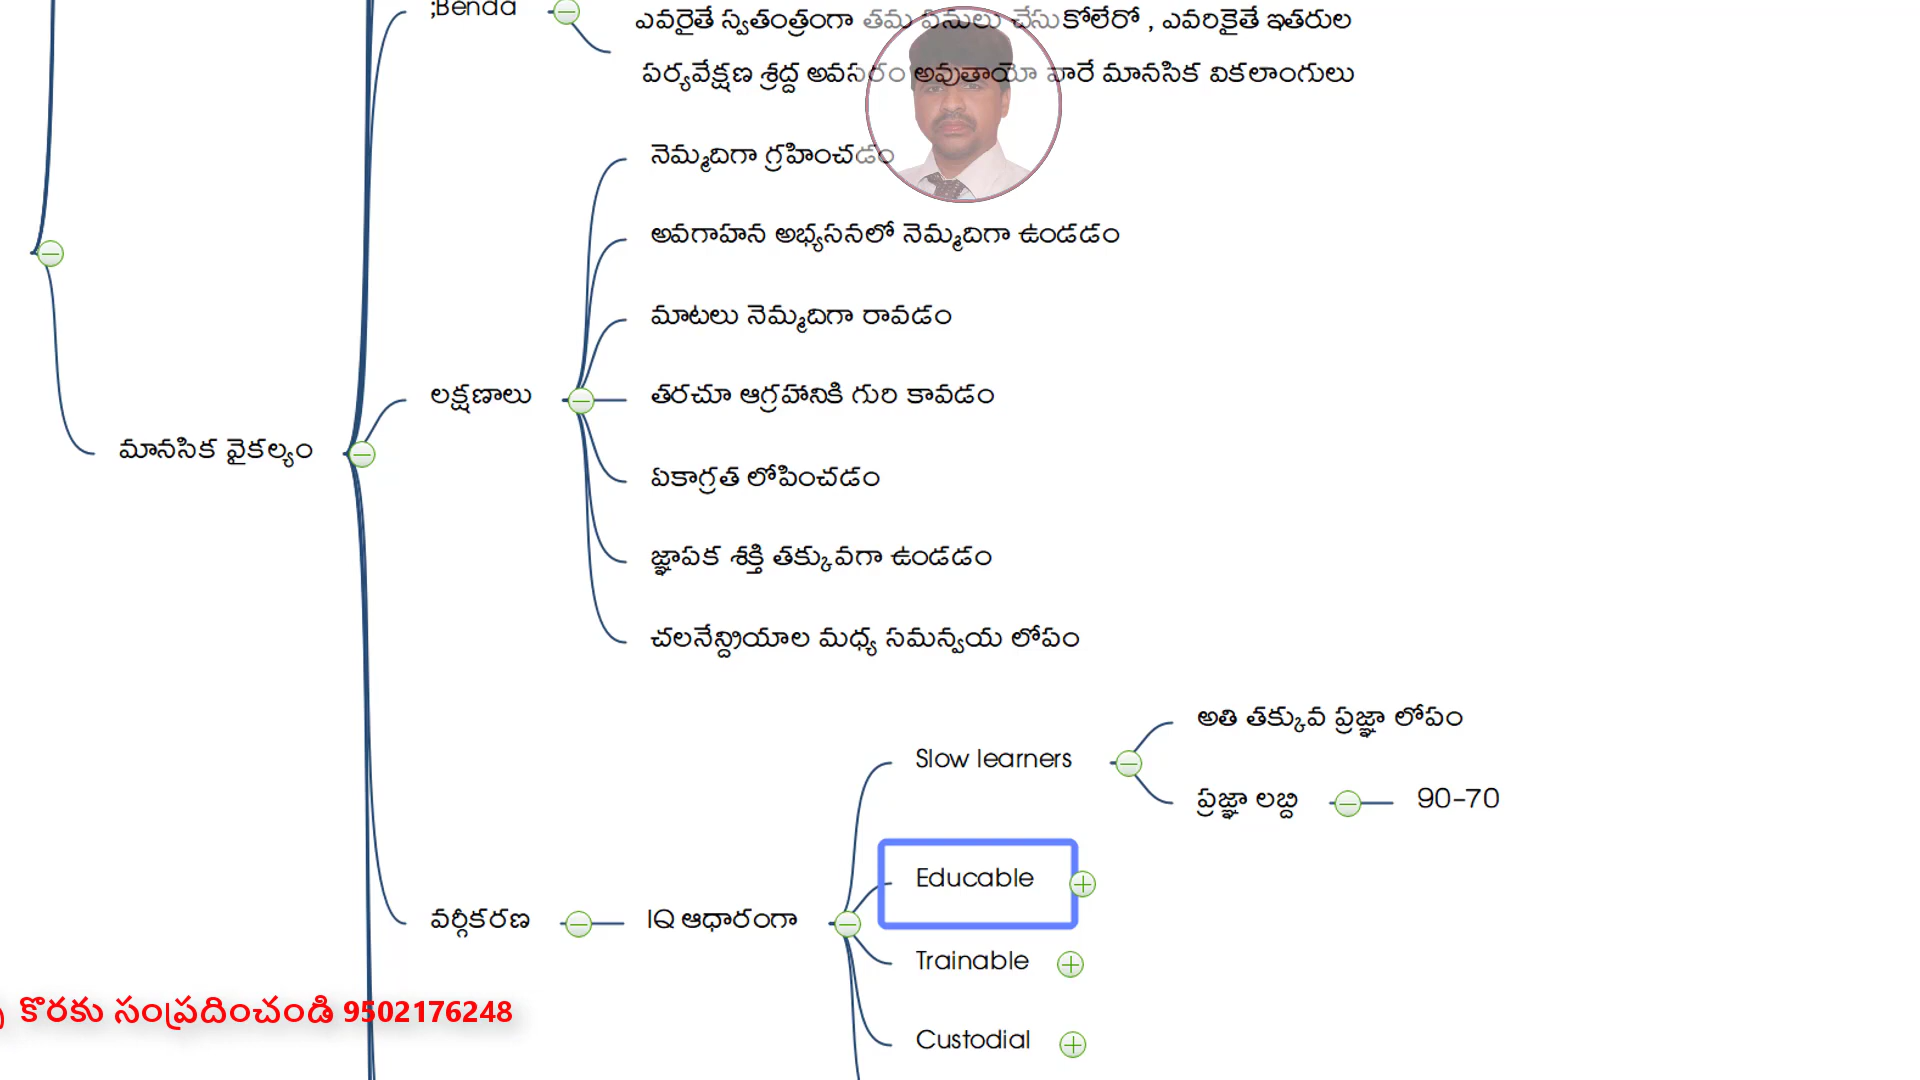 ;Benda
ఎవరైతే స్వతంత్రంగా తమ పనులు చేసుకోలేరో , ఎవరికైతే ఇతరుల
పర్యవేక్షణ శ్రద్ద అవసరం అవుతాయో వారే మానసిక వికలాంగులు
నెమ్మదిగా గ్రహించడం
అవగాహన అభ్యసనలో నెమ్మదిగా ఉండడం
మాటలు నెమ్మదిగా రావడం
లక్షణాలు
తరచూ ఆగ్రహానికి గురి కావడం
మానసిక వైకల్యం
ఏకాగ్రత లోపించడం
జ్ఞాపక శక్తి తక్కువగా ఉండడం
చలనేన్ద్రియాల మధ్య సమన్వయ లోపం
అతి తక్కువ ప్రజ్ఞా లోపం
Slow learners
ప్రజ్ఞా లబ్ది
90-70
Educable
వర్గీకరణ
IQ ఆధారంగా
Trainable
కొరకు సంప్రదించండి 9502176248
Custodial